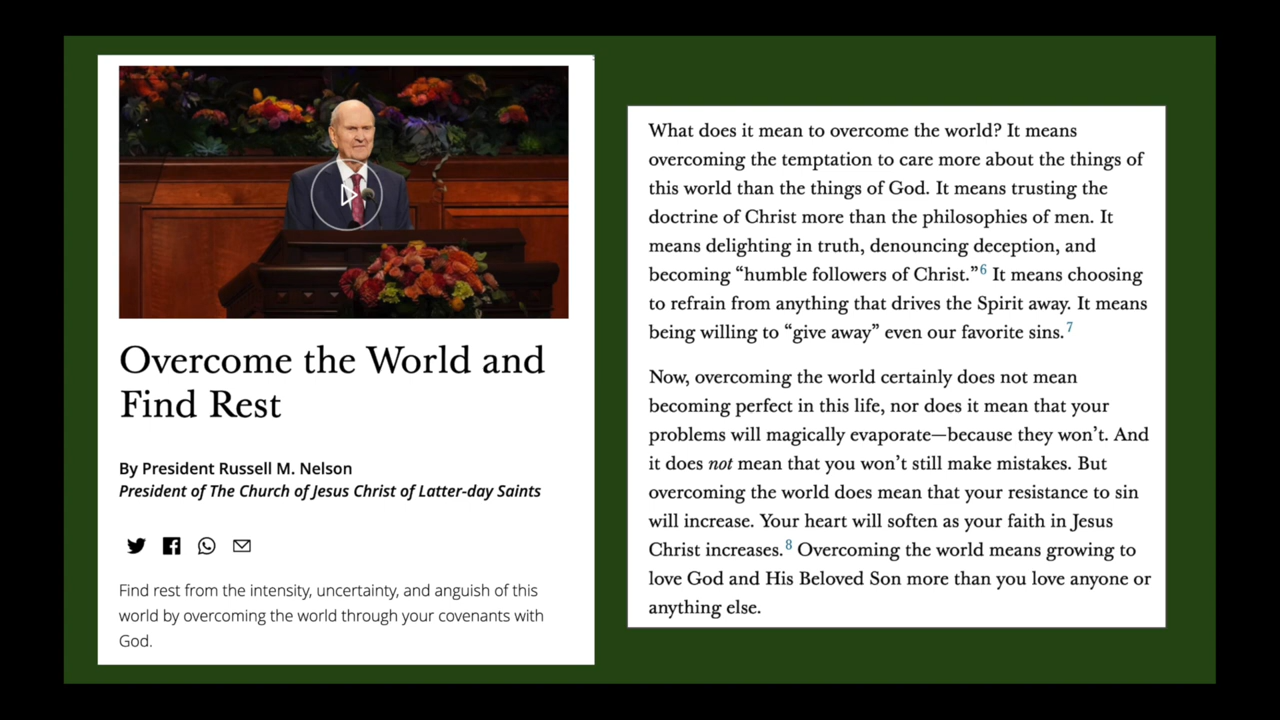 Overcome the World and
Find Rest
By President Russell M. Nelson
President of The Church of Jesus Christ of Latter-day Saints
Find rest from the intensity, uncertainty, and anguish of this
world by overcoming the world through your covenants with
God.
What does it mean to overcome the world? It means
overcoming the temptation to care more about the things of
this world than the things of God. It means trusting the
doctrine of Christ more than the philosophies of men. It
means delighting in truth, denouncing deception, and
becoming “humble followers of Christ.”6 It means choosing
to refrain from anything that drives the Spirit away. It means
being willing to “give away” even our favorite sins.7
Now, overcoming the world certainly does not mean
becoming perfect in this life, nor does it mean that your
problems will magically evaporate—because they won’t. And
it does not mean that you won’t still make mistakes. But
overcoming the world does mean that your resistance to sin
will increase. Your heart will soften as your faith in Jesus
Christ increases.8 Overcoming the world means growing to
love God and His Beloved Son more than you love anyone or
anything else.